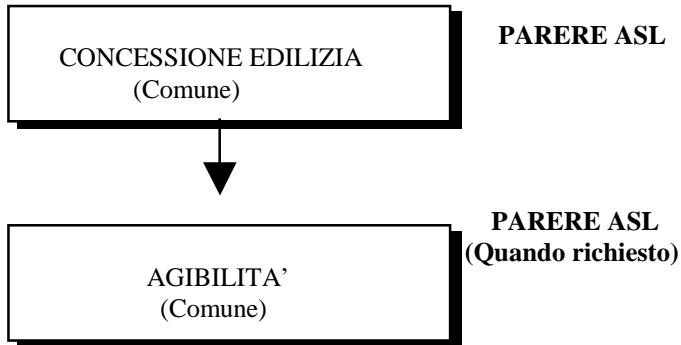 CONCESSIONE EDILIZIA
(Comune)
PARERE ASL
AGIBILITA’
(Comune)
PARERE ASL
(Quando richiesto)